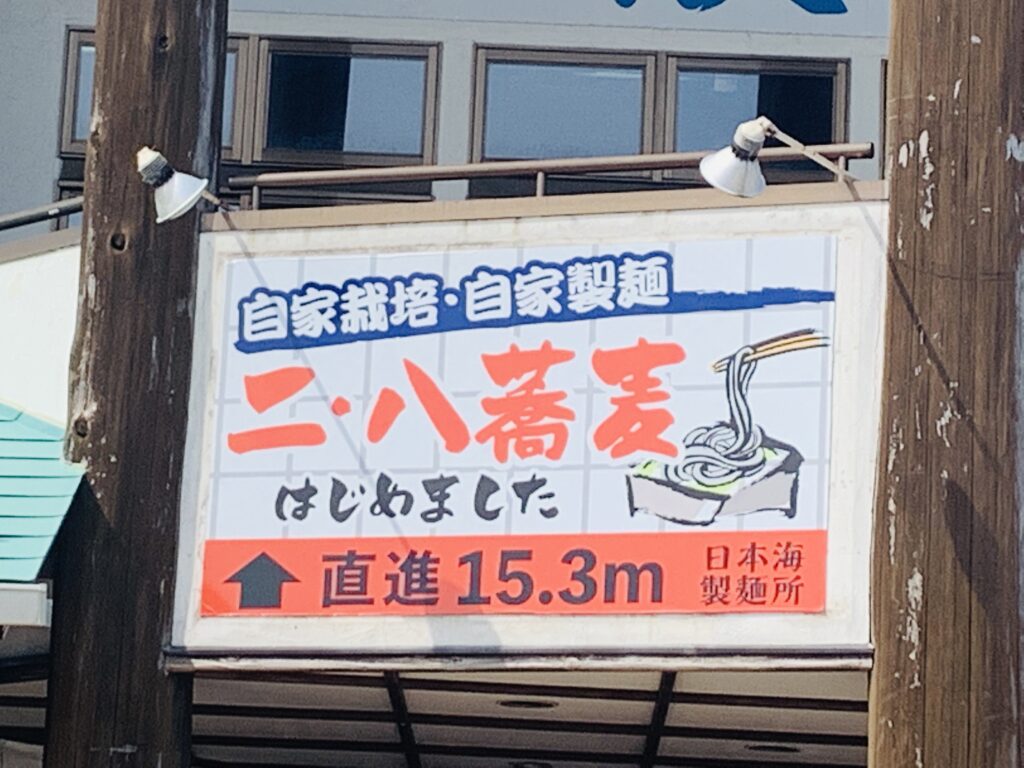 自家栽培・自家製麺
二・八蕎麦
はじめました
直進15.3m
日本海
製麺所